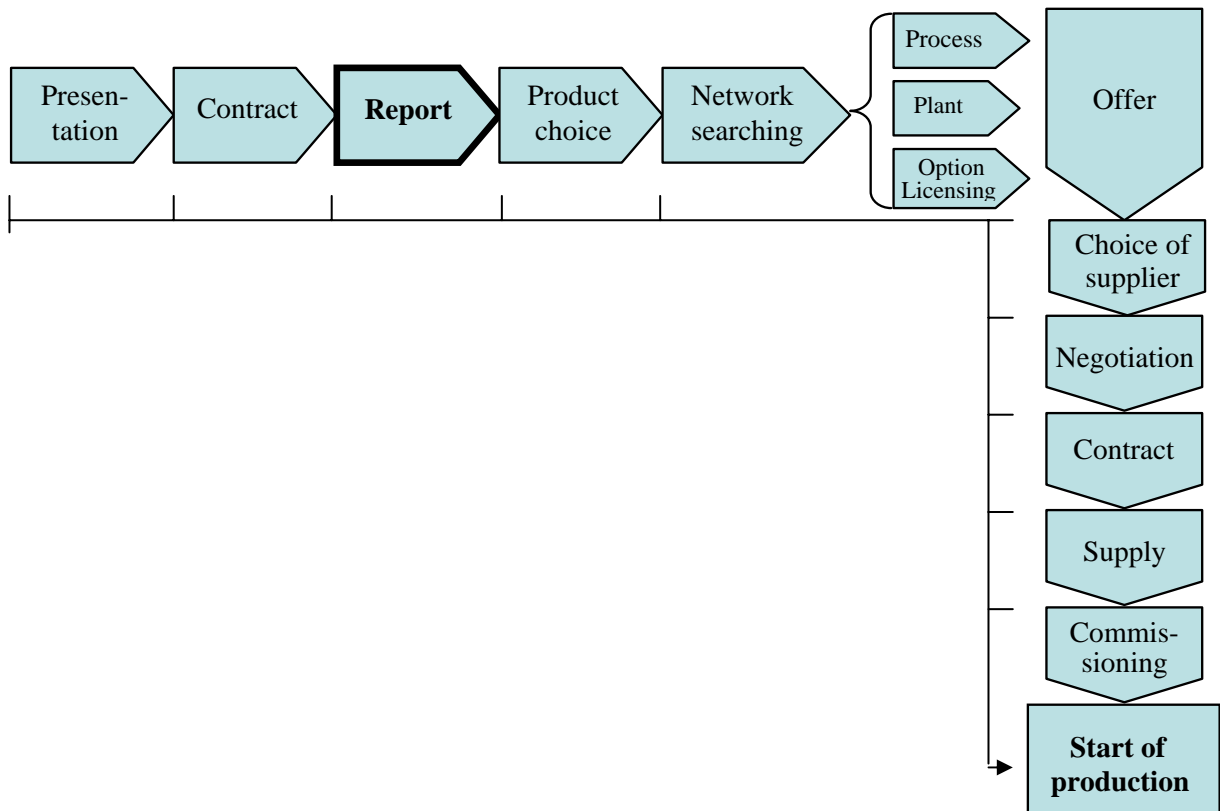 Presen-
tation
Contract
Report
Product
choice
Network
searching
Process
Plant
Option
Licensing
Offer
Choice of
supplier
Negotiation
Contract
Supply
Commis-
sioning
Start of
production